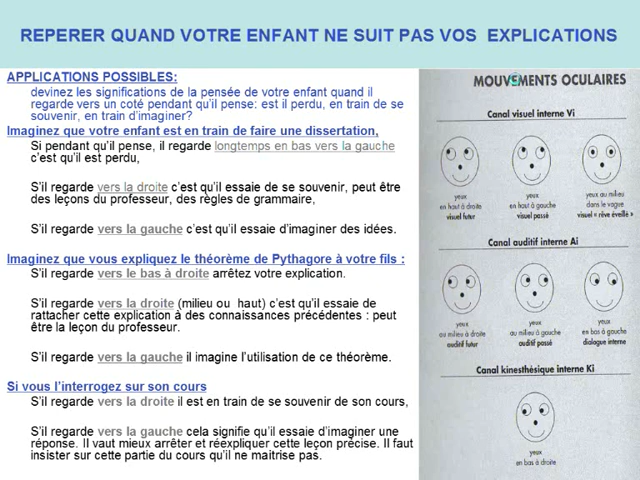 REPERER QUAND VOTRE ENFANT NE SUIT PAS VOS EXPLICATIONS
APPLICATIONS POSSIBLES:
devinez les significations de la pensée de votre enfant quand il
regarde vers un coté pendant qu'il pense: est il perdu, en train de se
souvenir, en train d'imaginer?
Imaginez que votre enfant est en train de faire une dissertation,
Si pendant qu'il pense, il regarde longtemps en bas vers la gauche
c'est qu'il est perdu,
S'il regarde vers la droite c'est qu'il essaie de se souvenir, peut être
des leçons du professeur, des règles de grammaire,
S'il regarde vers la gauche c'est qu'il essaie d'imaginer des idées.
Imaginez que vous expliquez le théorème de Pythagore à votre fils :
S'il regarde vers le bas à droite arrêtez votre explication.
S'il regarde vers la droite (milieu ou haut) c'est qu'il essaie de
rattacher cette explication à des connaissances précédentes : peut
être la leçon du professeur.
S'il regarde vers la gauche il imagine l'utilisation de ce théorème.
Si vous l'interrogez sur son cours
S'il regarde vers la droite il est en train de se souvenir de son cours,
S'il regarde vers la gauche cela signifie qu'il essaie d'imaginer une
réponse. Il vaut mieux arrêter et réexpliquer cette leçon précise. Il faut
insister sur cette partie du cours qu'il ne maitrise pas.
MOUVEMENTS OCULAIRES
Canal visuel interne Vi
yeux
en haut à droite
visuel futur
yeux
en haut à gauche
visuel passé
yeux au milieu
dans le vague
visuel « rêve éveillé »
Canal auditif interne Ai
yeux
au milieu à droite
auditif futur
yeux
au milieu à gauche
auditif passé
yeux
en bas à gauche
dialogue interne
Canal kinesthésique interne Ki
yeux
en bas à droite